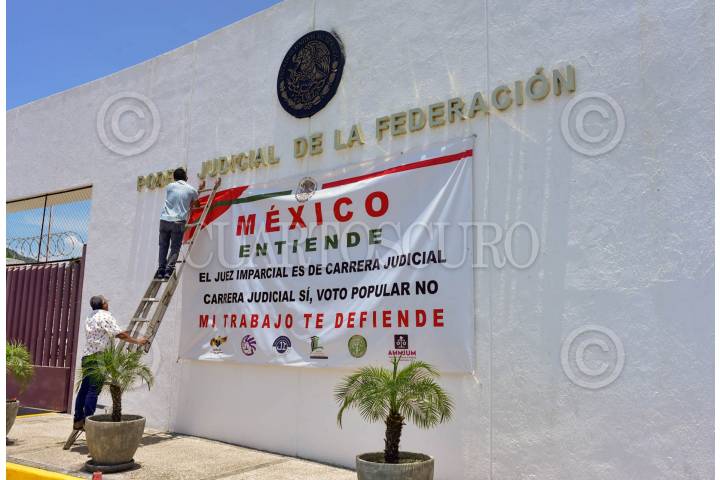 PODER JUDICIAL DE LA FEDERACIÓN
MÉXICO
ENTIENDE
EL JUEZ IMPARCIAL ES DE CARRERA JUDICIAL
CARRERA JUDICIAL SÍ, VOTO POPULAR NO
MI TRABAJO TE DEFIENDE
AMMJUM
CUARTOSCURO